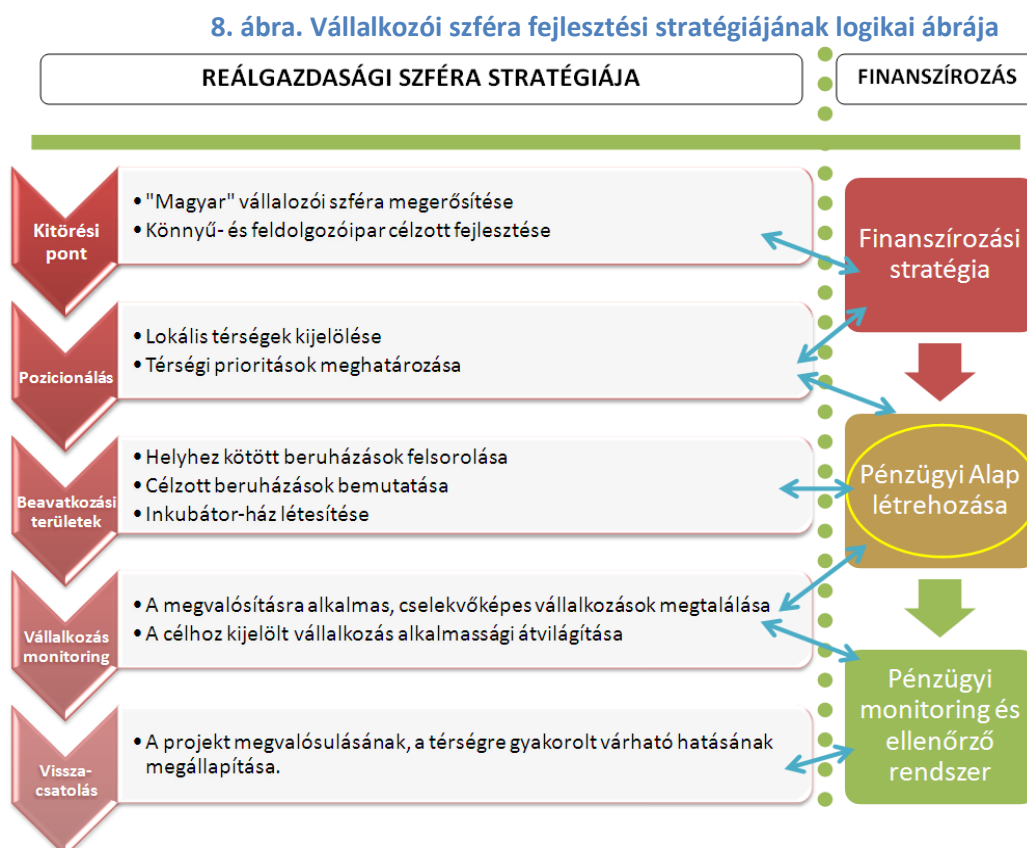 8. ábra. Vállalkozói szféra fejlesztési stratégiájának logikai ábrája
REÁLGAZDASÁGI SZFÉRA STRATÉGIÁJA
FINANSZÍROZÁS
Kitörési
pont
• "Magyar" vállalozói szféra megerősítése
• Könnyű- és feldolgozóipar célzott fejlesztése
Finanszírozási
stratégia
Pozicionálás
• Lokális térségek kijelölése
• Térségi prioritások meghatározása
Beavatkozási
területek
• Helyhez kötött beruházások felsorolása
• Célzott beruházások bemutatása
• Inkubátor-ház létesítése
Pénzügyi Alap
létrehozása
Vállalkozás
monitoring
• A megvalósításra alkalmas, cselekvőképes vállalkozások megtalálása
• A célhoz kijelölt vállalkozás alkalmassági átvilágítása
Pénzügyi
monitoring és
ellenőrző
rendszer
Vissza-
csatolás
• A projekt megvalósulásának, a térségre gyakorolt várható hatásának
megállapítása.